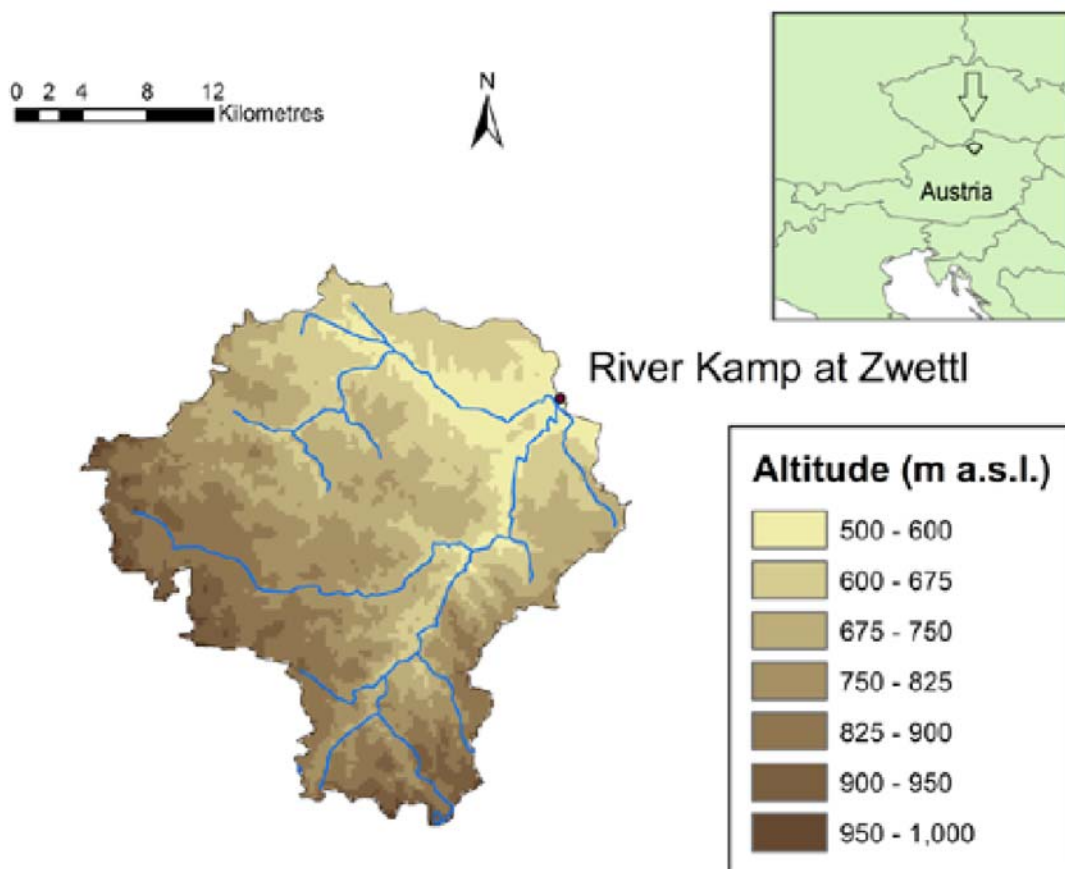 0 2 4 8 12
Kilometres
N
Austria
River Kamp at Zwettl
Altitude (m a.s.l.)
500 - 600
600 - 675
675 - 750
750 - 825
825 - 900
900 - 950
950 - 1,000